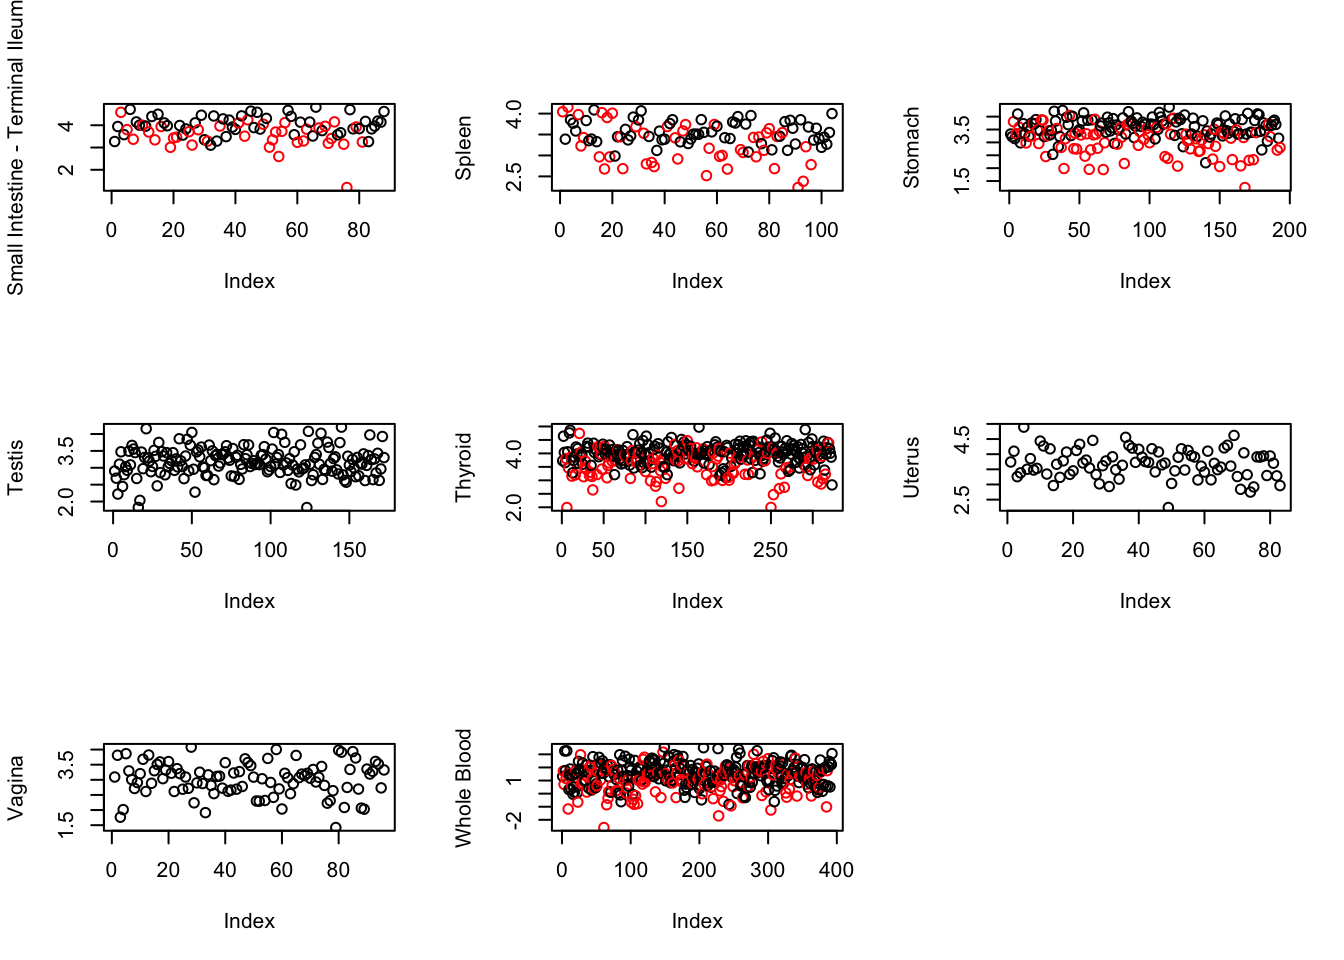 Small Intestine - Terminal Ileum
4
2
0 20 40 60 80
Index
Spleen
4.0
2.5
0 20 40 60 80 100
Index
Stomach
3.5
1.5
0 50 100 150 200
Index
Testis
3.5
2.0
0 50 100 150
Index
Thyroid
4.0
2.0
0 50 150 250
Index
Uterus
4.5
2.5
0 20 40 60 80
Index
Vagina
3.5
1.5
0 20 40 60 80
Index
Whole Blood
1
-2
0 100 200 300 400
Index